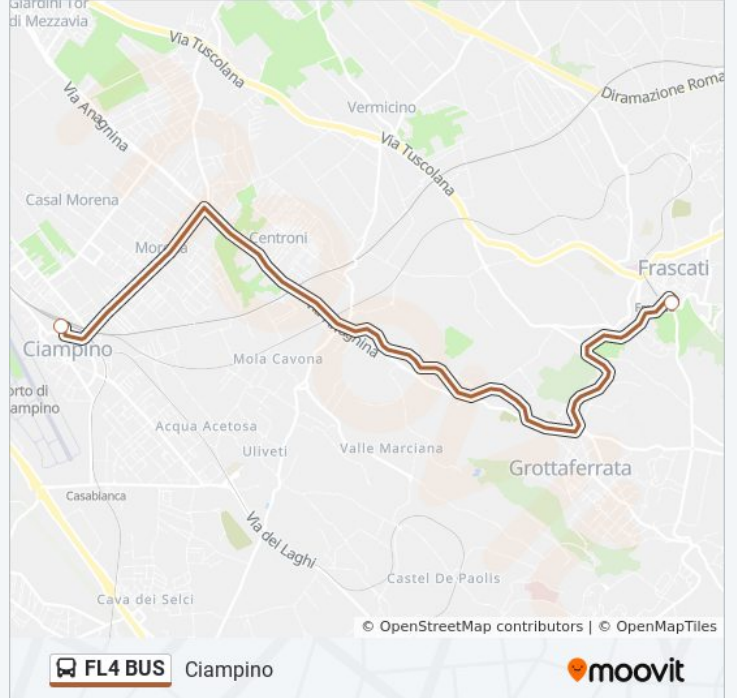 Giardini Tor
di Mezzavia
Via Tuscolana
Diramazione Roma
Via Anagnina
Vermicino
Via Tuscolana
Casal Morena
Morena
Centroni
Frascati
Ciampino
Anagnina
Mola Cavona
orto di
ampino
Acqua Acetosa
Uliveti
Valle Marciana
Grottaferrata
Casabianca
Via dei Laghi
Castel De Paolis
Cava dei Selci
© OpenStreetMap contributors | © OpenMapTiles
FL4 BUS Ciampino
moovit